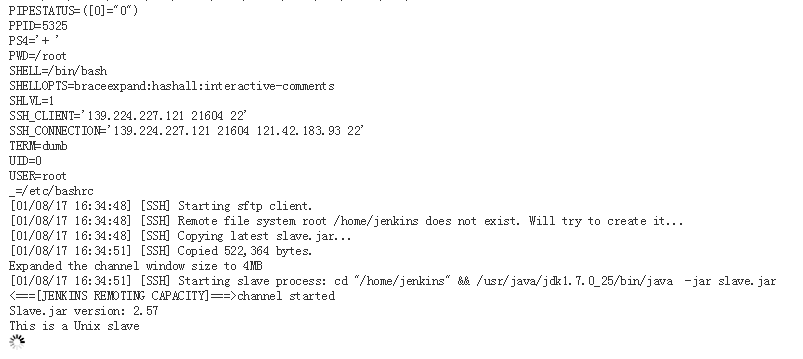 PIPESTATUS=([0]="0")
PPID=5325
PS4='+ '
PWD=/root
SHELL=/bin/bash
SHELLOPTS=braceexpand:hashall:interactive-comments
SHLVL=1
SSH_CLIENT='139.224.227.121 21604 22'
SSH_CONNECTION='139.224.227.121 21604 121.42.183.93 22'
TERM=dumb
UID=0
USER=root
_=/etc/bashrc
[01/08/17 16:34:48] [SSH] Starting sftp client.
[01/08/17 16:34:48] [SSH] Remote file system root /home/jenkins does not exist. Will try to create it...
[01/08/17 16:34:48] [SSH] Copying latest slave.jar...
[01/08/17 16:34:51] [SSH] Copied 522,364 bytes.
Expanded the channel window size to 4MB
[01/08/17 16:34:51] [SSH] Starting slave process: cd "/home/jenkins" && /usr/java/jdk1.7.0_25/bin/java  -jar slave.jar
<===[JENKINS REMOTING CAPACITY]===>channel started
Slave.jar version: 2.57
This is a Unix slave